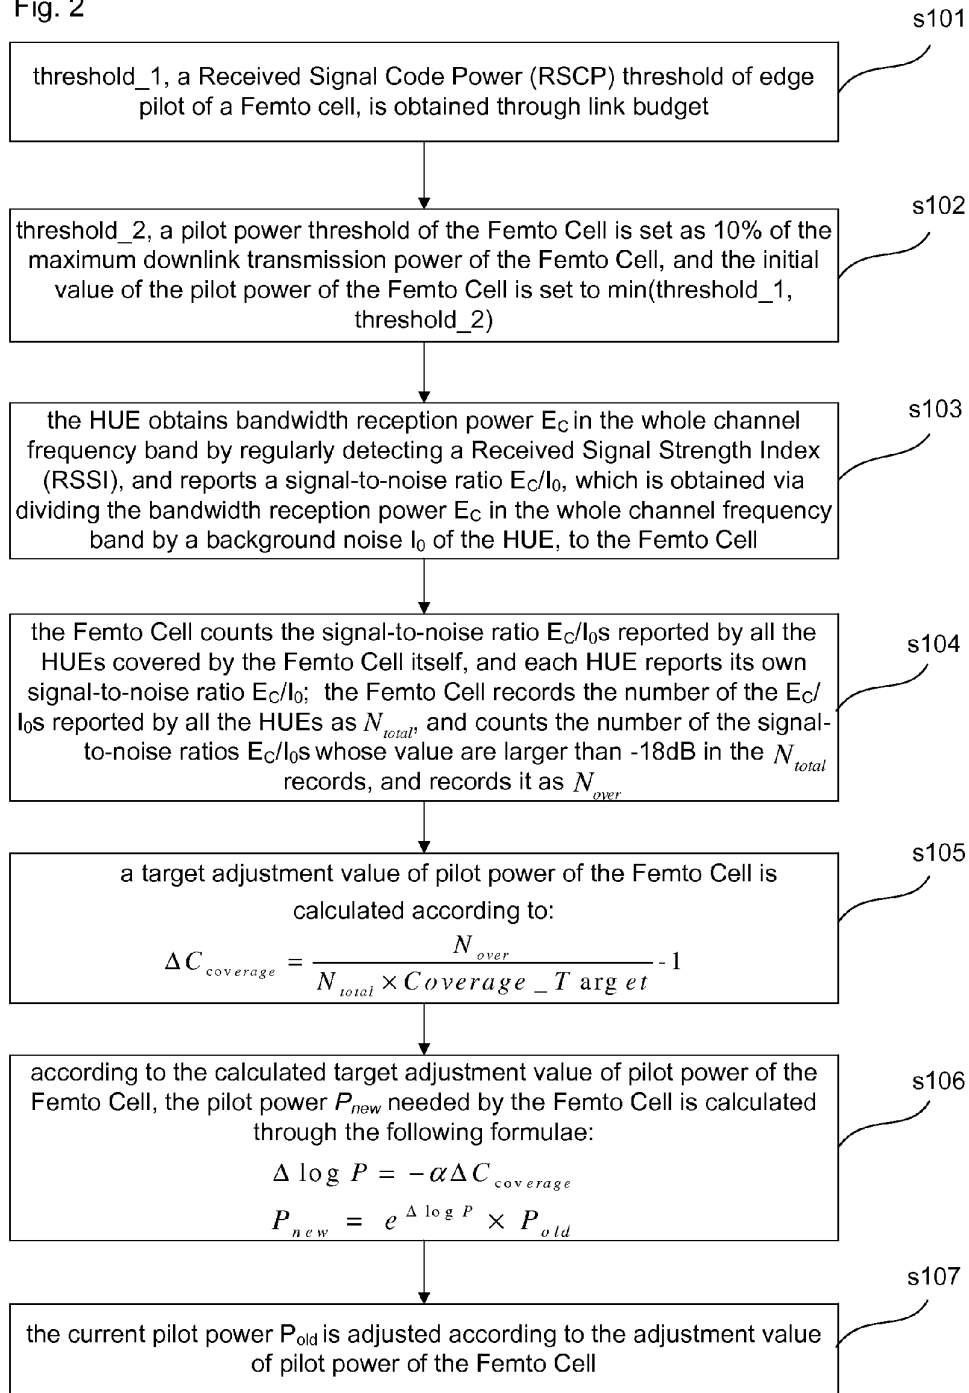 Fig. 2
s101
threshold_1, a Received Signal Code Power (RSCP) threshold of edge
pilot of a Femto cell, is obtained through link budget
s102
threshold_2, a pilot power threshold of the Femto Cell is set as 10% of the
maximum downlink transmission power of the Femto Cell, and the initial
value of the pilot power of the Femto Cell is set to min(threshold_1,
threshold_2)
s103
the HUE obtains bandwidth reception power E_C in the whole channel
frequency band by regularly detecting a Received Signal Strength Index
(RSSI), and reports a signal-to-noise ratio E_C/I_0, which is obtained via
dividing the bandwidth reception power E_C in the whole channel frequency
band by a background noise I_0 of the HUE, to the Femto Cell
s104
the Femto Cell counts the signal-to-noise ratio E_C/I_0s reported by all the
HUEs covered by the Femto Cell itself, and each HUE reports its own
signal-to-noise ratio E_C/I_0; the Femto Cell records the number of the E_C/
I_0s reported by all the HUEs as N_total, and counts the number of the signal-
to-noise ratios E_C/I_0s whose value are larger than -18dB in the N_total
records, and records it as N_over
s105
a target adjustment value of pilot power of the Femto Cell is
calculated according to:
ΔC_coverage = N_over / (N_total × Coverage_Target) - 1
s106
according to the calculated target adjustment value of pilot power of the
Femto Cell, the pilot power P_new needed by the Femto Cell is calculated
through the following formulae:
Δ log P = -αΔC_coverage
P_new = e^{Δ log P} × P_old
s107
the current pilot power P_old is adjusted according to the adjustment value
of pilot power of the Femto Cell